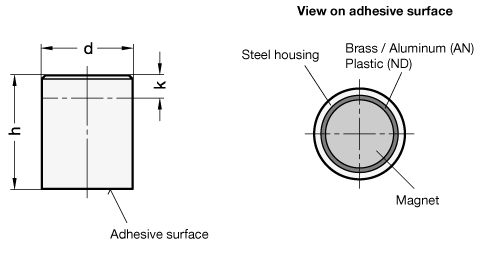 View on adhesive surface
d
Steel housing
Brass / Aluminum (AN)
Plastic (ND)
k
h
Magnet
Adhesive surface